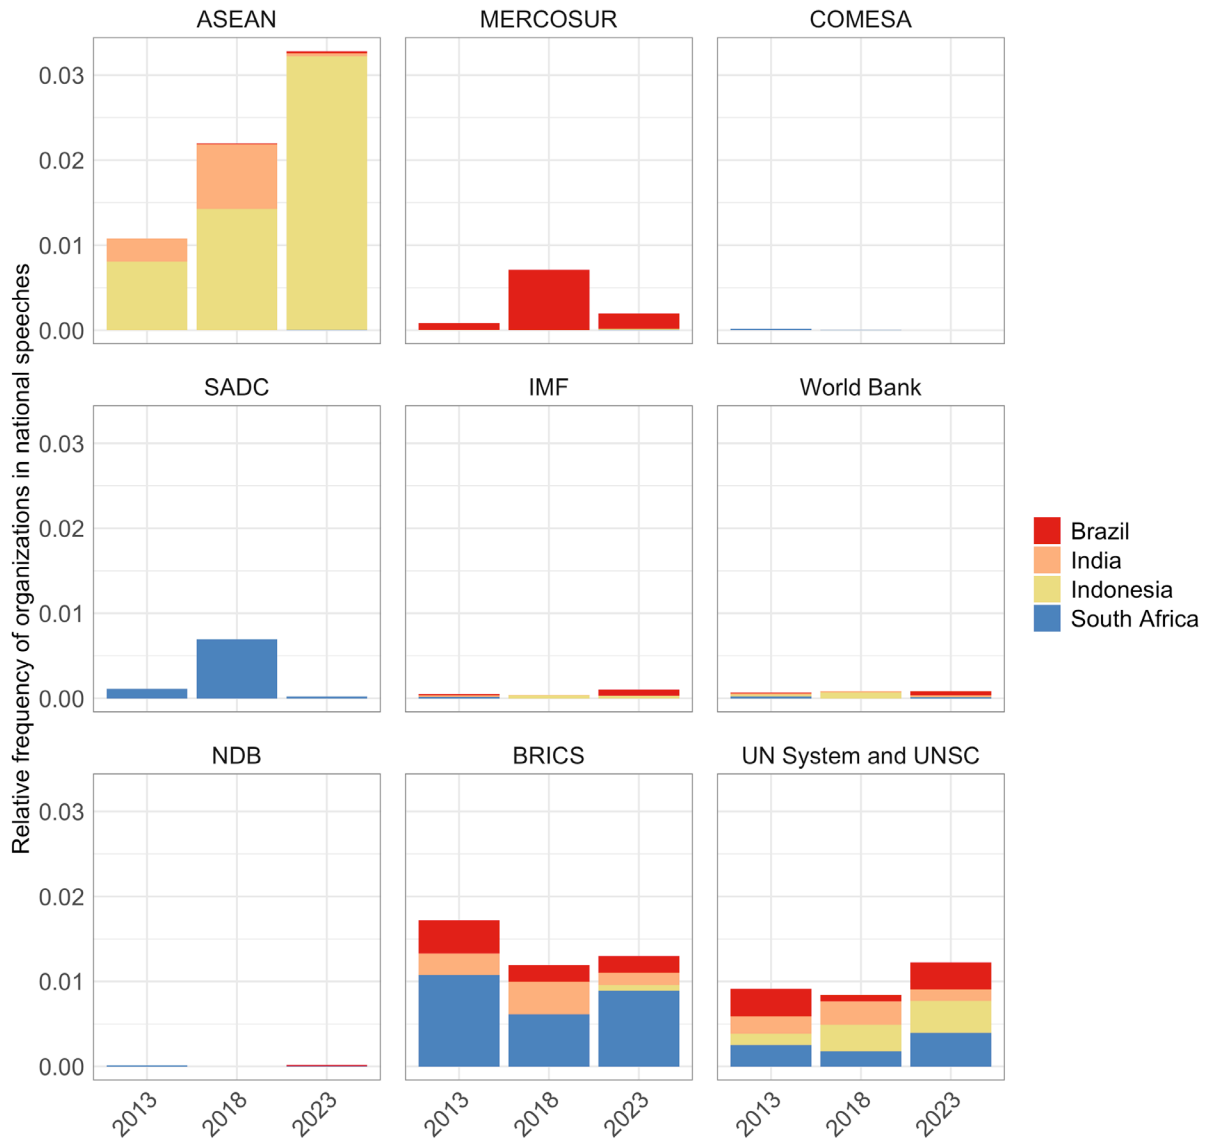 ASEAN
MERCOSUR
COMESA
0.03
0.02
0.01
0.00
SADC
IMF
World Bank
0.03
0.02
0.01
0.00
NDB
BRICS
UN System and UNSC
0.03
0.02
0.01
0.00
2013
2018
2023
2013
2018
2023
2013
2018
2023
Relative frequency of organizations in national speeches
Brazil
India
Indonesia
South Africa